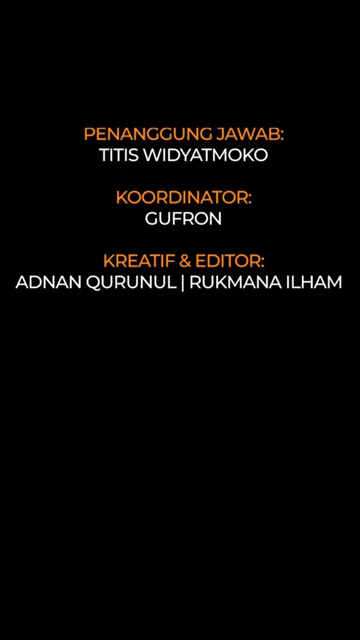 PENANGGUNG JAWAB:
TITIS WIDYATMOKO
KOORDINATOR:
GUFRON
KREATIF & EDITOR:
ADNAN QURUNUL | RUKMANA ILHAM